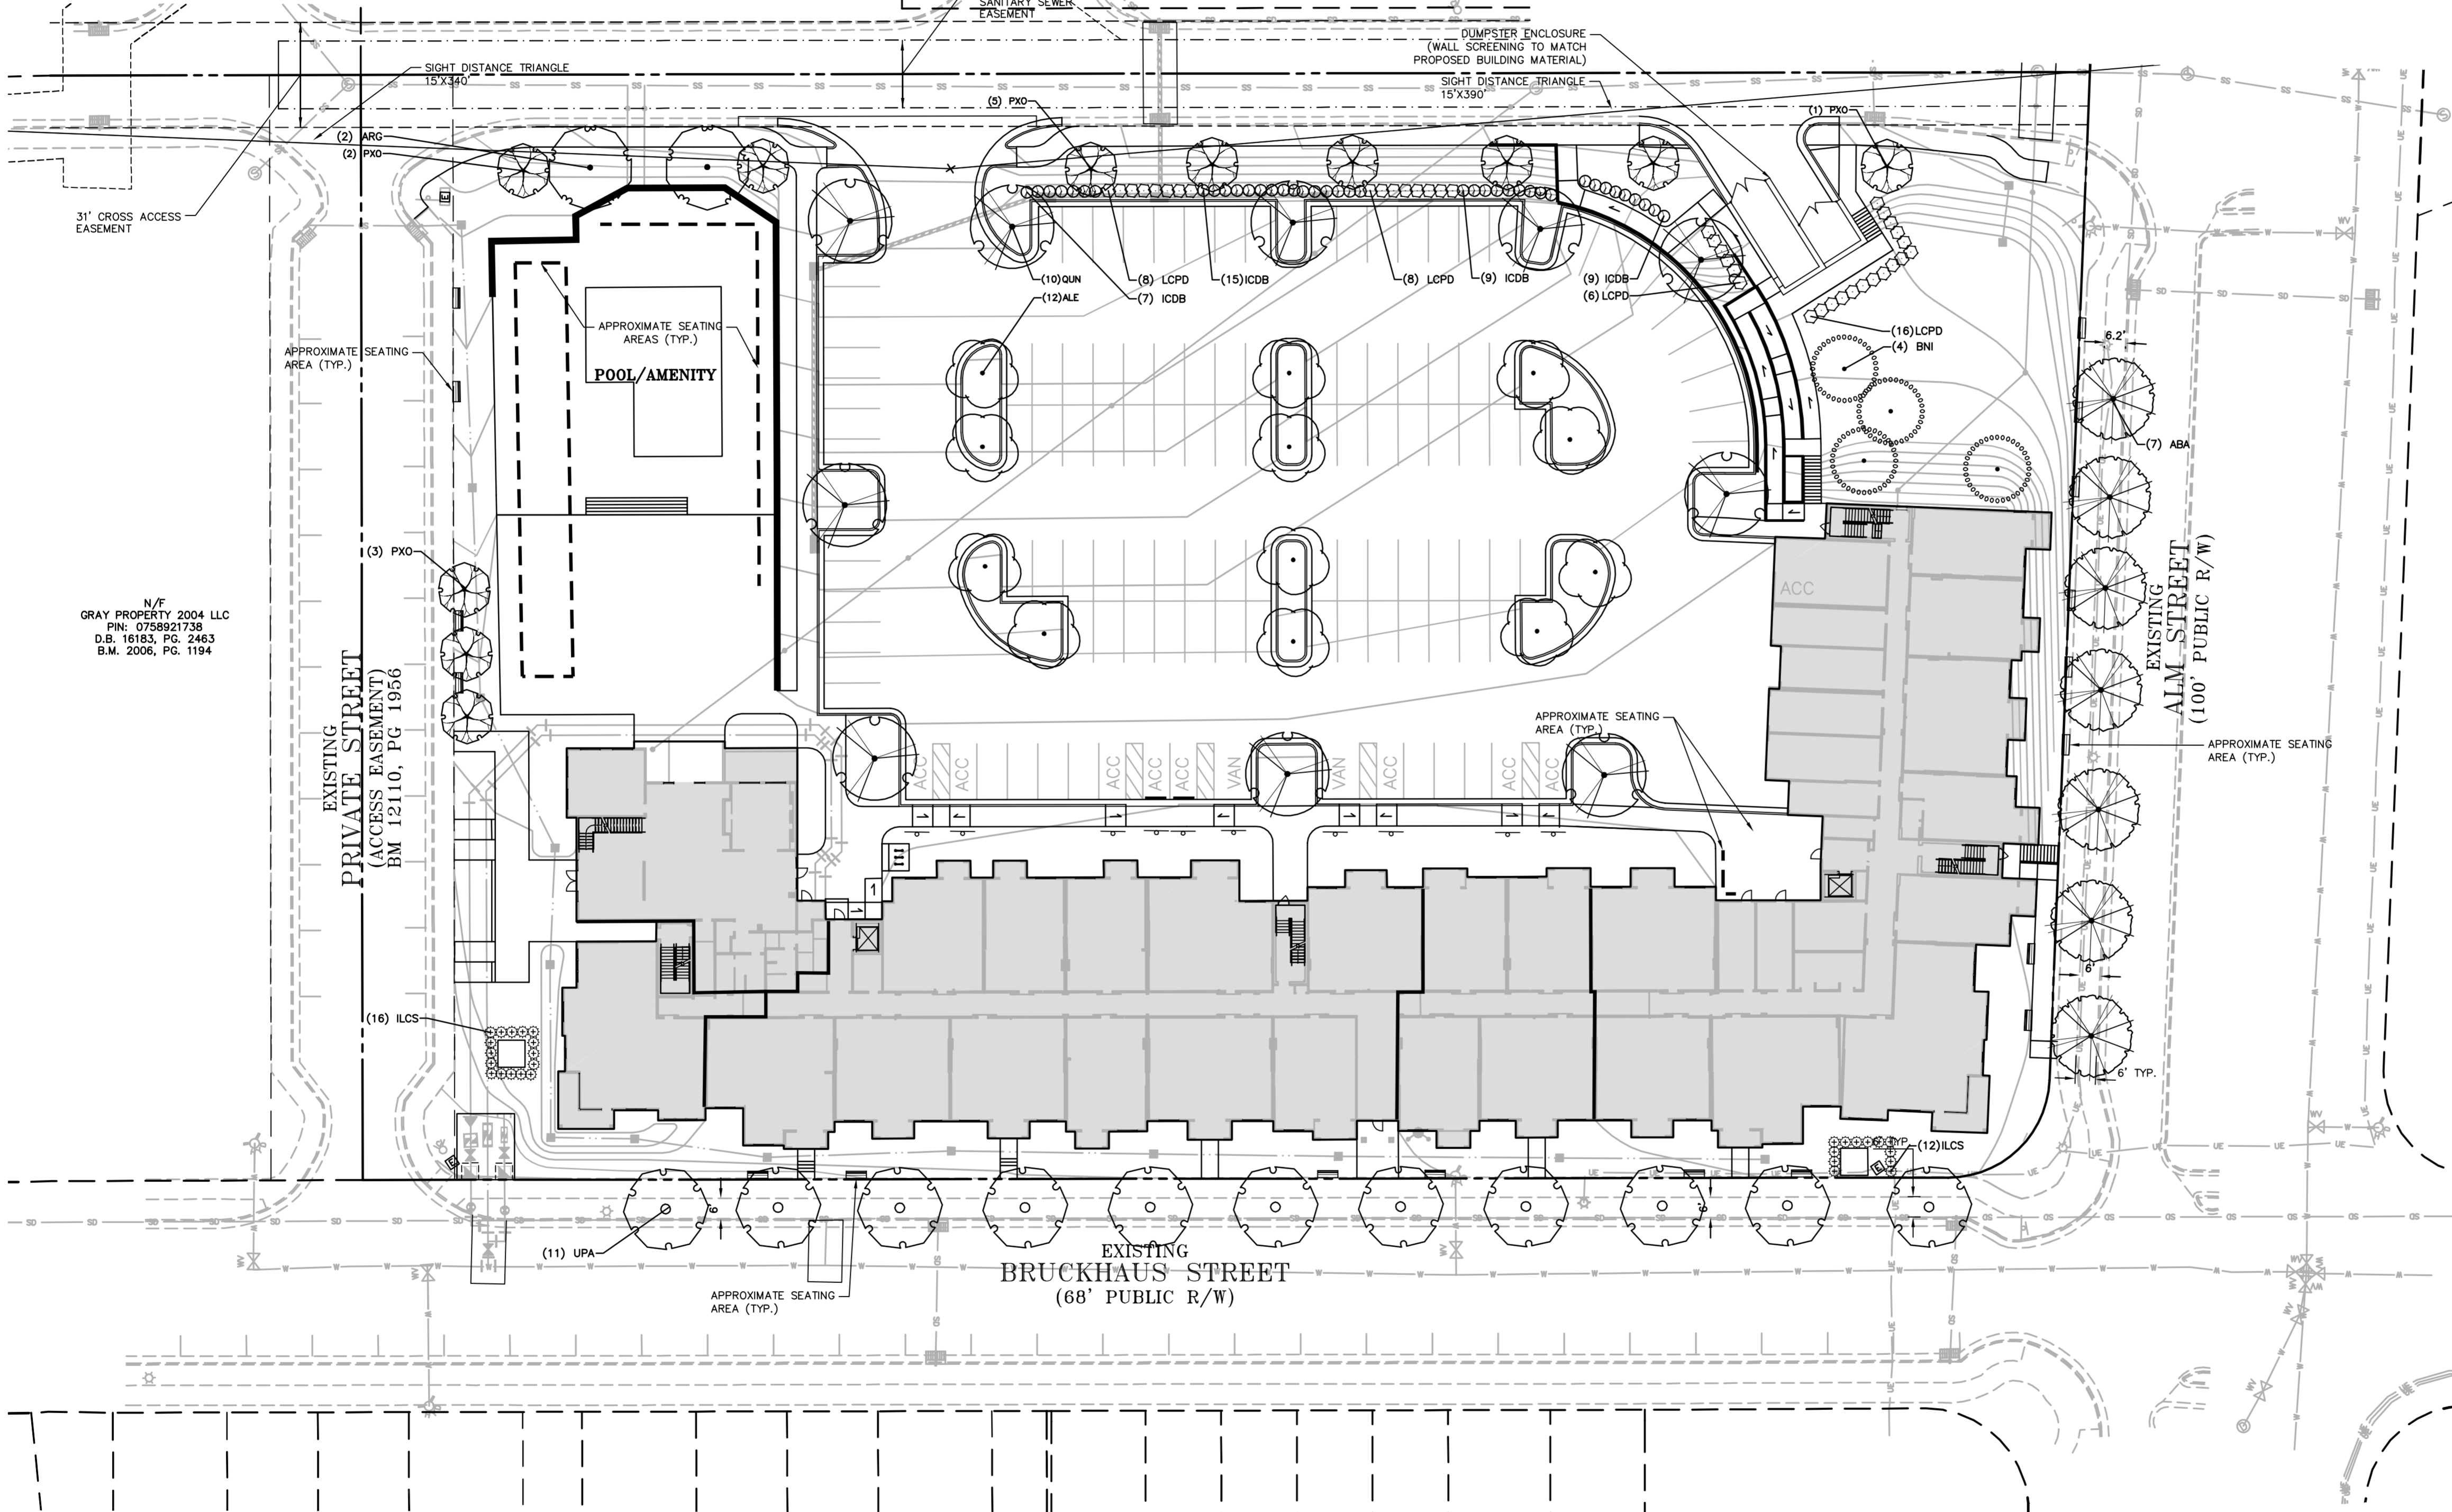 SANITARY SEWER
EASEMENT
DUMPSTER ENCLOSURE
(WALL SCREENING TO MATCH
PROPOSED BUILDING MATERIAL)
SIGHT DISTANCE TRIANGLE
15'X340'
SIGHT DISTANCE TRIANGLE
15'X390'
(5) PXO
(1) PXO
(2) ARG
(2) PXO
31' CROSS ACCESS
EASEMENT
(10)QUN
(12)ALE
(8) LCPD
(7) ICDB
(15)ICDB
(8) LCPD
(9) ICDB
(9) ICDB
(6)LCPD
(16)LCPD
(4) BNI
6.2'
APPROXIMATE SEATING
AREAS (TYP.)
APPROXIMATE SEATING
AREA (TYP.)
POOL/AMENITY
(7) ABA
(3) PXO
N/F
GRAY PROPERTY 2004 LLC
PIN: 0758921738
D.B. 16183, PG. 2463
B.M. 2006, PG. 1194
EXISTING
PRIVATE STREET
(ACCESS EASEMENT)
BM 12110, PG 1956
ACC
EXISTING
ALM STREET
(100' PUBLIC R/W)
APPROXIMATE SEATING
AREA (TYP.)
APPROXIMATE SEATING
AREA (TYP.)
ACC
ACC
ACC
ACC
ACC
VAN
VAN
ACC
ACC
ACC
6'
(16) ILCS
6' TYP.
(12)ILCS
6'
6'
(11) UPA
EXISTING
BRUCKHAUS STREET
(68' PUBLIC R/W)
APPROXIMATE SEATING
AREA (TYP.)